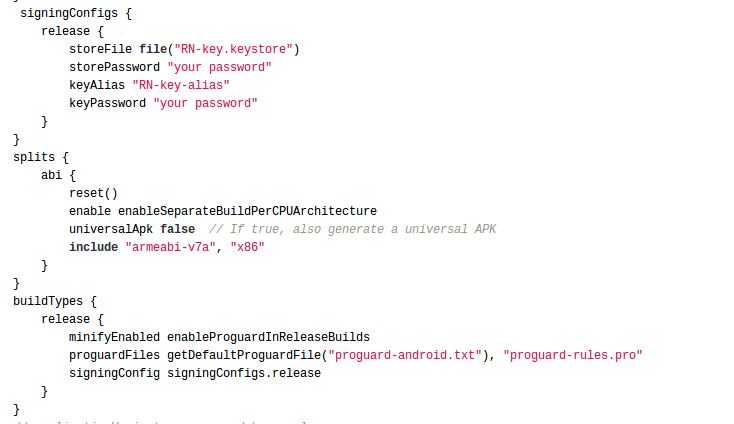 signingConfigs {
release {
storeFile file("RN-key.keystore")
storePassword "your password"
keyAlias "RN-key-alias"
keyPassword "your password"
}
}
splits {
abi {
reset()
enable enableSeparateBuildPerCPUArchitecture
universalApk false // If true, also generate a universal APK
include "armeabi-v7a", "x86"
}
}
buildTypes {
release {
minifyEnabled enableProguardInReleaseBuilds
proguardFiles getDefaultProguardFile("proguard-android.txt"), "proguard-rules.pro"
signingConfig signingConfigs.release
}
}